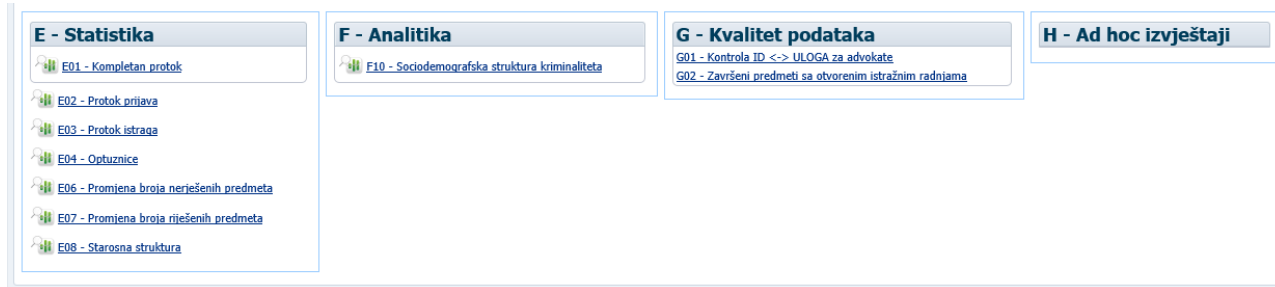 E - Statistika
E01 - Kompletan protok
E02 - Protok prijava
E03 - Protok istraga
E04 - Optuznice
E06 - Promjena broja nerješenih predmeta
E07 - Promjena broja riješenih predmeta
E08 - Starosna struktura
F - Analitika
F10 - Sociodemografska struktura kriminaliteta
G - Kvalitet podataka
G01 - Kontrola ID <-> ULOGA za advokate
G02 - Završeni predmeti sa otvorenim istražnim radnjama
H - Ad hoc izvještaji